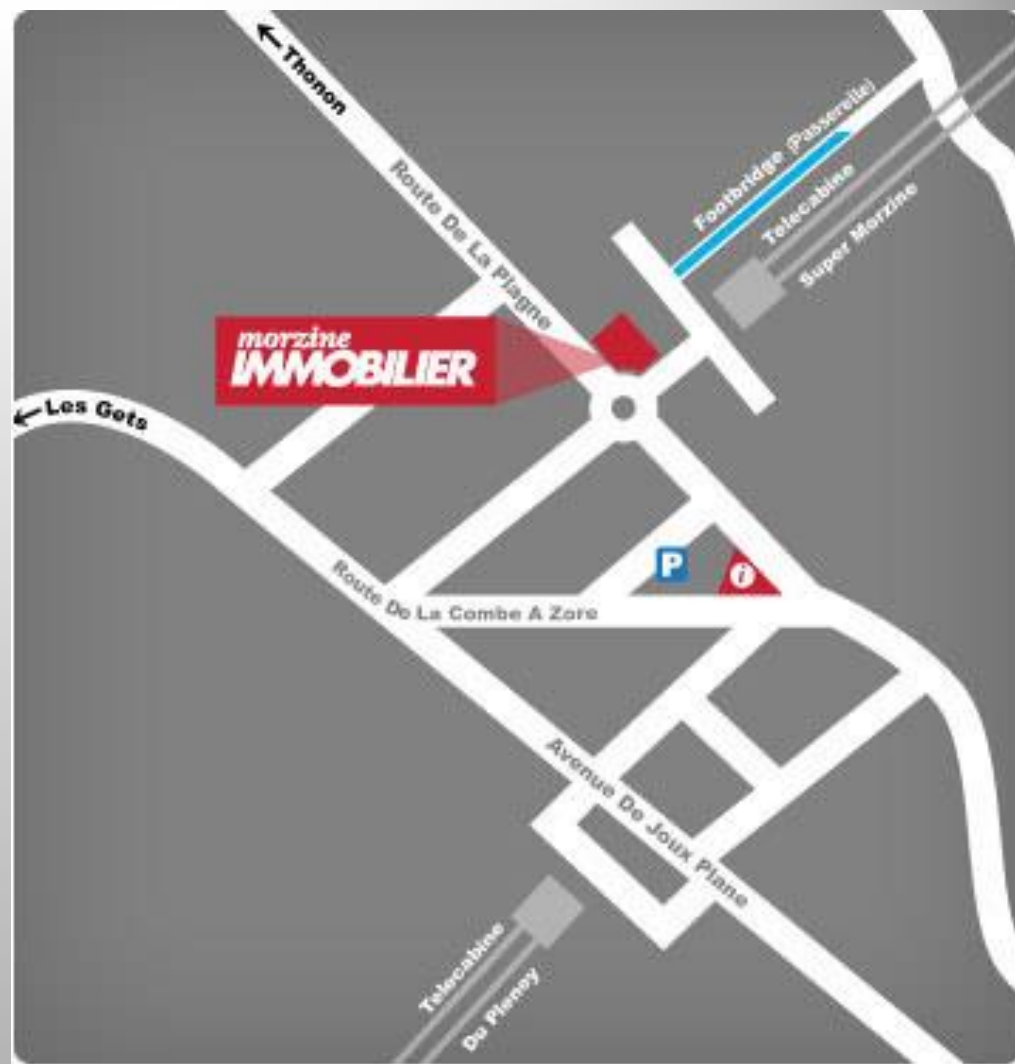 Thonon
Route De La Plagne
Footbridge (Passerelle)
Telecabine
Super Morzine
morzine
IMMOBILIER
Les Gets
P
i
Route De La Combe A Zore
Avenue De Joux Plane
Telecabine
Du Pleney